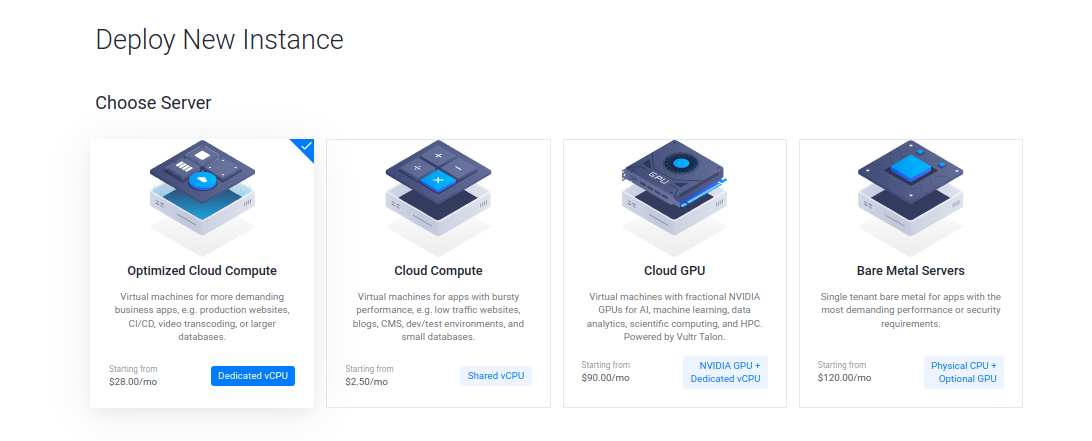 Deploy New Instance
Choose Server
GPU
Optimized Cloud Compute
Virtual machines for more demanding
business apps, e.g. production websites,
CI/CD, video transcoding, or larger
databases.
Starting from
$28.00/mo
Dedicated vCPU
Cloud Compute
Virtual machines for apps with bursty
performance, e.g. low traffic websites,
blogs, CMS, dev/test environments, and
small databases.
Starting from
$2.50/mo
Shared vCPU
Cloud GPU
Virtual machines with fractional NVIDIA
GPUs for AI, machine learning, data
analytics, scientific computing, and HPC.
Powered by Vultr Talon.
Starting from
$90.00/mo
NVIDIA GPU +
Dedicated vCPU
Bare Metal Servers
Single tenant bare metal for apps with the
most demanding performance or security
requirements.
Starting from
$120.00/mo
Physical CPU +
Optional GPU